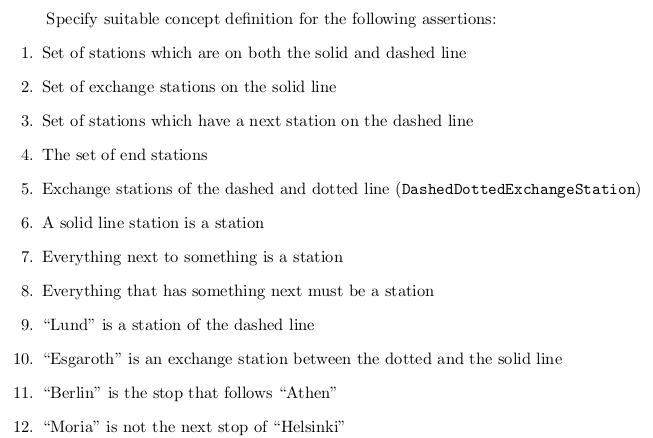 Specify suitable concept definition for the following assertions:
1. Set of stations which are on both the solid and dashed line
2. Set of exchange stations on the solid line
3. Set of stations which have a next station on the dashed line
4. The set of end stations
5. Exchange stations of the dashed and dotted line (DashedDottedExchangeStation)
6. A solid line station is a station
7. Everything next to something is a station
8. Everything that has something next must be a station
9. “Lund” is a station of the dashed line
10. “Esgaroth” is an exchange station between the dotted and the solid line
11. “Berlin” is the stop that follows “Athen”
12. “Moria” is not the next stop of “Helsinki”